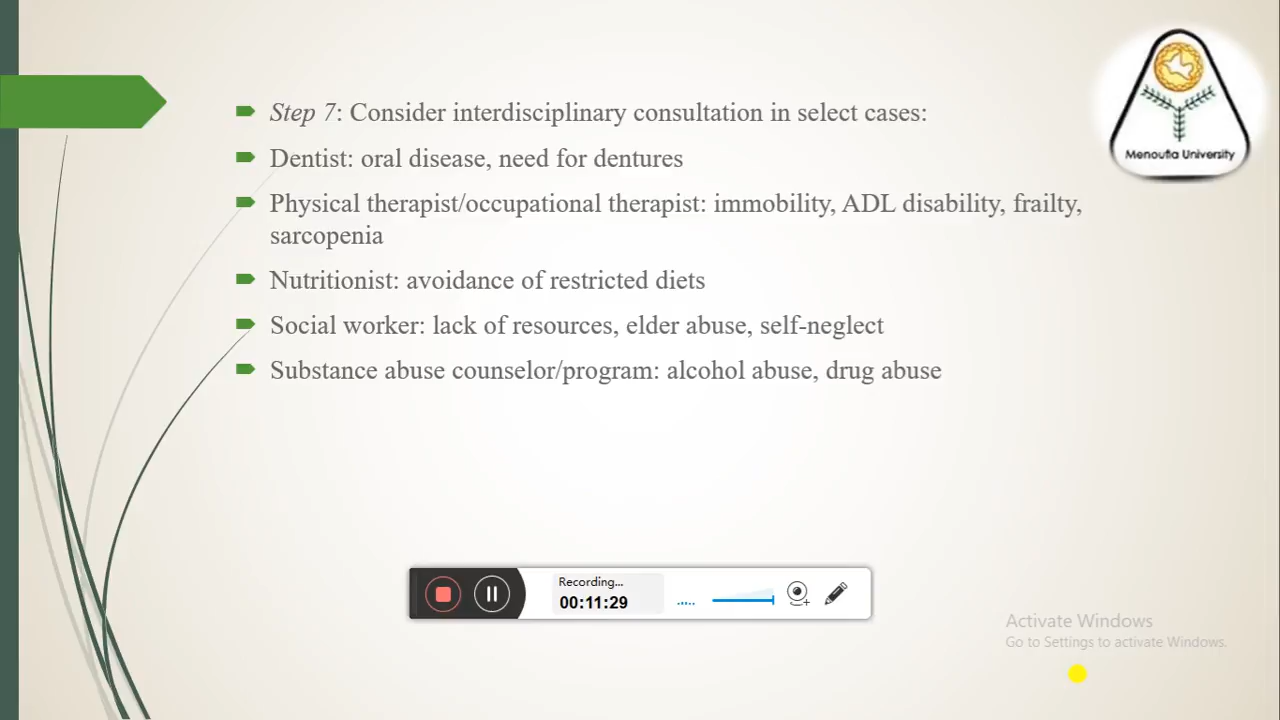 Step 7: Consider interdisciplinary consultation in select cases:
Dentist: oral disease, need for dentures
Physical therapist/occupational therapist: immobility, ADL disability, frailty,
sarcopenia
Nutritionist: avoidance of restricted diets
Social worker: lack of resources, elder abuse, self-neglect
Substance abuse counselor/program: alcohol abuse, drug abuse
Menoufia University
Recording...
00:11:29
Activate Windows
Go to Settings to activate Windows.